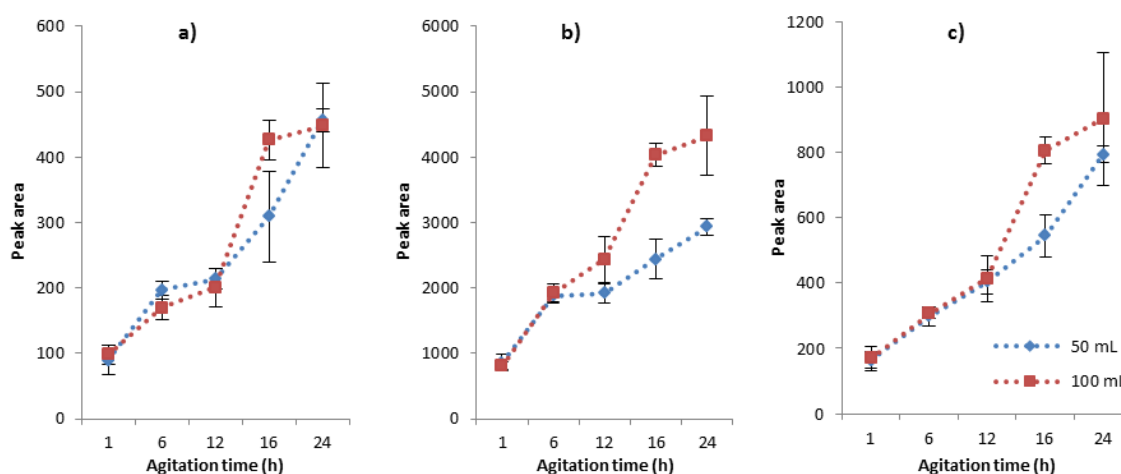 a)
600
500
400
300
200
100
0
Peak area
1 6 12 16 24
Agitation time (h)
b)
6000
5000
4000
3000
2000
1000
0
Peak area
1 6 12 16 24
Agitation time (h)
c)
1200
1000
800
600
400
200
0
Peak area
50 mL
100 mL
1 6 12 16 24
Agitation time (h)